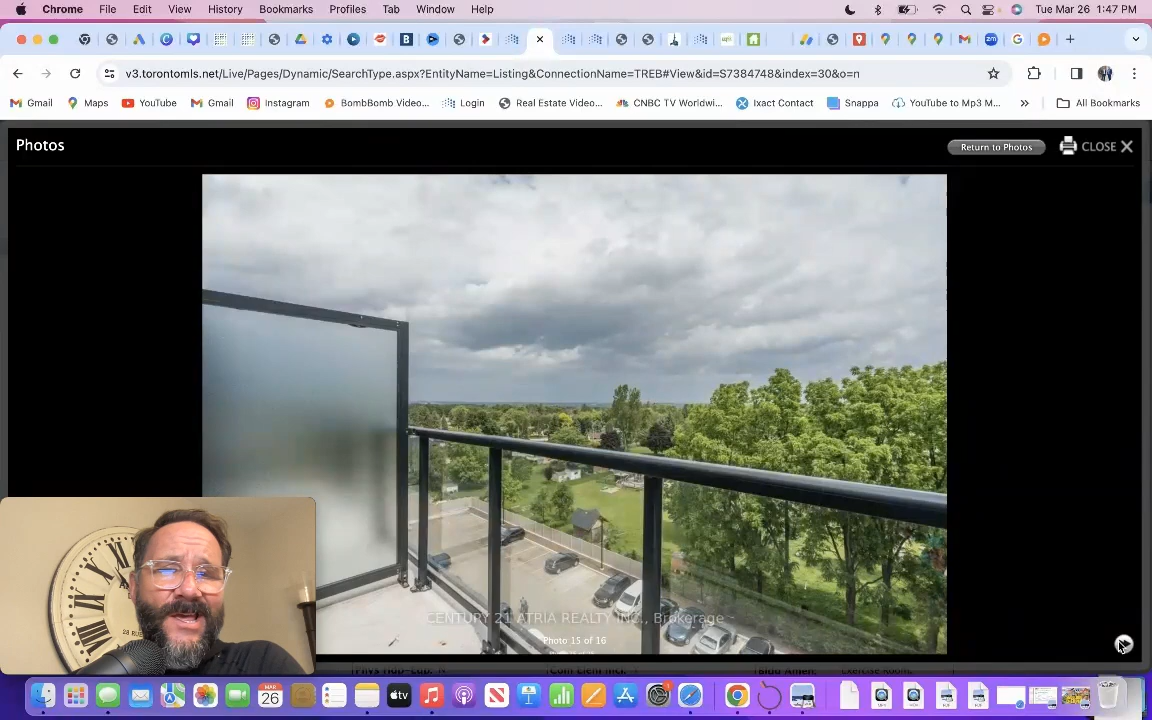 Chrome File Edit View History Bookmarks Profiles Tab Window Help Tue Mar 26 1:47 PM
v3.torontomls.net/Live/Pages/Dynamic/SearchType.aspx?EntityName=Listing&ConnectionName=TREB#View&id=S7384748&index=30&o=n
Gmail Maps YouTube Gmail Instagram BombBomb Video... Login Real Estate Video... CNBC TV Worldwi... Ixact Contact Snappa YouTube to Mp3 M... » All Bookmarks
Photos Return to Photos CLOSE
CENTURY 21 ATRIA REALTY INC., Brokerage
Photo 15 of 16
MAR
26